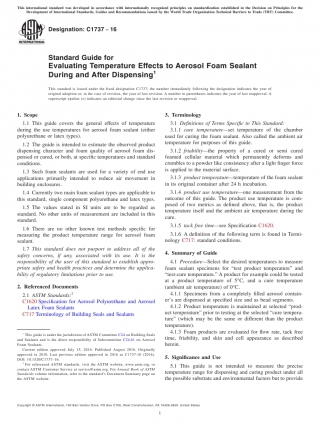 This international standard was developed in accordance with internationally recognized principles on standardization established in the Decision on Principles for the
Development of International Standards, Guides and Recommendations issued by the World Trade Organization Technical Barriers to Trade (TBT) Committee.
Designation: C1737 − 16
INTERNATIONAL
Standard Guide for
Evaluating Temperature Effects to Aerosol Foam Sealant
During and After Dispensing¹
This standard is issued under the fixed designation C1737; the number immediately following the designation indicates the year of
original adoption or, in the case of revision, the year of last revision. A number in parentheses indicates the year of last reapproval. A
superscript epsilon (ε) indicates an editorial change since the last revision or reapproval.
1. Scope
1.1 This guide covers the general effects of temperature
during the use temperatures for aerosol foam sealant (either
polyurethane or latex types).
1.2 The guide is intended to estimate the observed product
dispensing character and foam quality of aerosol foam dis-
pensed or cured, or both, at specific temperatures and standard
conditions.
1.3 Such foam sealants are used for a variety of end use
applications primarily intended to reduce air movement in
building enclosures.
1.4 Currently two main foam sealant types are applicable to
this standard, single component polyurethane and latex types.
1.5 The values stated in SI units are to be regarded as
standard. No other units of measurement are included in this
standard.
1.6 There are no other known test methods specific for
measuring the product temperature range for aerosol foam
sealant.
1.7 This standard does not purport to address all of the
safety concerns, if any, associated with its use. It is the
responsibility of the user of this standard to establish appro-
priate safety and health practices and determine the applica-
bility of regulatory limitations prior to use.
2. Referenced Documents
2.1 ASTM Standards:²
C1620 Specification for Aerosol Polyurethane and Aerosol
Latex Foam Sealants
C717 Terminology of Building Seals and Sealants
¹ This guide is under the jurisdiction of ASTM Committee C24 on Building Seals
and Sealants and is the direct responsibility of Subcommittee C24.61 on Aerosol
Foam Sealants.
Current edition approved July 15, 2016. Published August 2016. Originally
approved in 2010. Last previous edition approved in 2016 as C1737-10 (2016).
DOI: 10.1520/C1737-16.
² For referenced ASTM standards, visit the ASTM website, www.astm.org, or
contact ASTM Customer Service at service@astm.org. For Annual Book of ASTM
Standards volume information, refer to the standard's Document Summary page on
the ASTM website.
3. Terminology
3.1 Definitions of Terms Specific to This Standard:
3.1.1 cure temperature—set temperature of the chamber
used for curing the foam sealant. Also called the ambient air
temperature for purposes of this guide.
3.1.2 friability—the property of a cured or semi cured
foamed cellular material which permanently deforms and
crumbles to a powder like consistency after a light finger force
is applied to the material surface.
3.1.3 product temperature—temperature of the foam sealant
in its original container after 24 h incubation.
3.1.4 product use temperature—one measurement from the
outcome of this guide. The product use temperature is com-
posed of two metrics as defined above, that is, the product
temperature itself and the ambient air temperature during the
cure.
3.1.5 tack free time—see Specification C1620.
3.1.6 A definition of the following term is found in Termi-
nology C717: standard conditions.
4. Summary of Guide
4.1 Procedure—Select the desired temperatures to measure
foam sealant specimens for "test product temperature" and
"test cure temperature." A product for example could be tested
at a product temperature of 5°C, and a cure temperature
(ambient air temperature) of 0°C.
4.1.1 Specimens from a completely filled aerosol contain-
er's are dispensed at specified size and as bead segments.
4.1.2 Product temperature is maintained at selected "prod-
uct temperature" prior to testing at the selected "cure tempera-
ture" (which may be the same or different than the product
temperature).
4.1.3 Foam products are evaluated for flow rate, tack free
time, friability, and skin and cell appearance as described
herein.
5. Significance and Use
5.1 This guide is not intended to measure the precise
temperature range for dispensing and curing product under all
the possible substrate and environmental factors but to provide
Copyright © ASTM International, 100 Barr Harbor Drive, PO Box C700, West Conshohocken, PA 19428-2959. United States
1